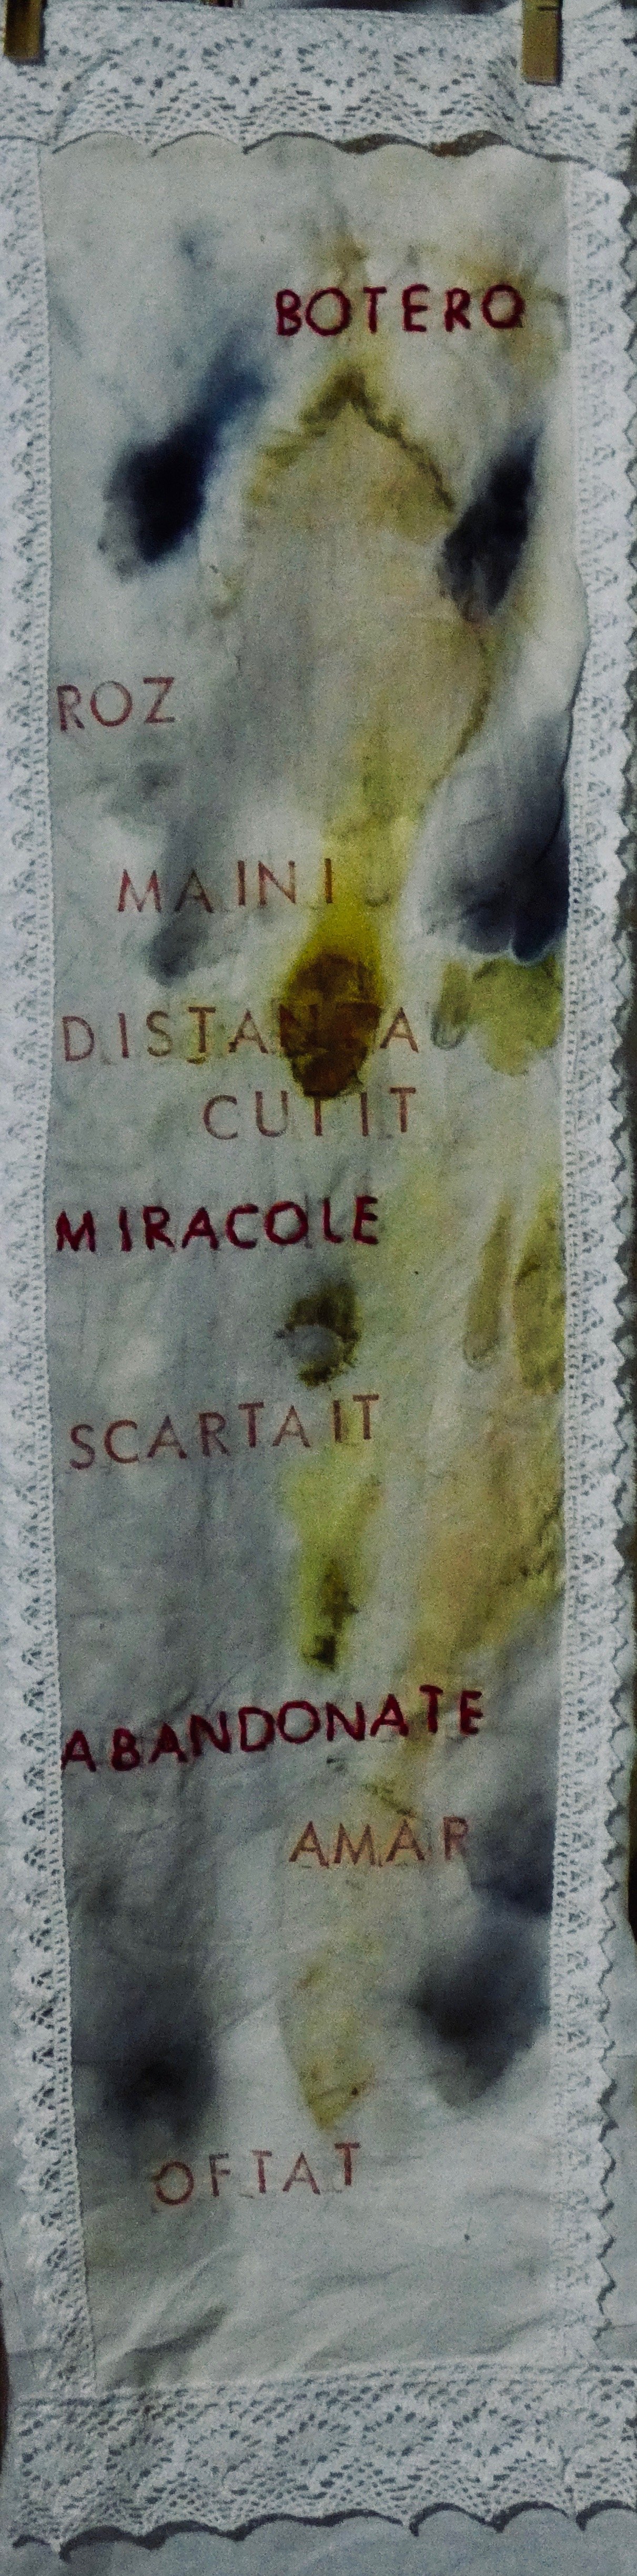 BOTERO
ROZ
MAINI
DISTANTA
CUTIT
MIRACOLE
SCARTAIT
ABANDONATE
AMAR
OFTAT